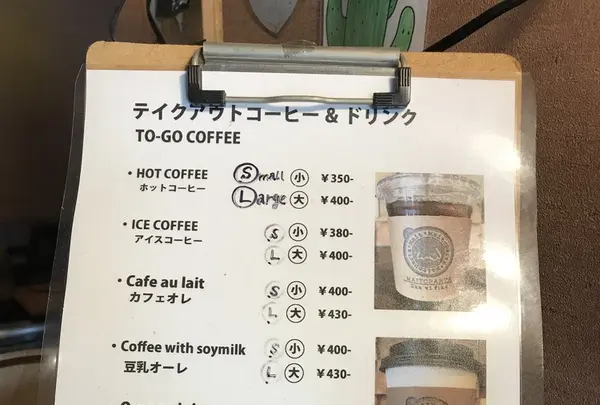 テイクアウトコーヒー & ドリンク
TO-GO COFFEE
・HOT COFFEE Small 小 ¥350-
ホットコーヒー Large 大 ¥400-
・ICE COFFEE S 小 ¥380-
アイスコーヒー L 大 ¥400-
・Cafe au lait S 小 ¥400-
カフェオレ L 大 ¥430-
・Coffee with soymilk S 小 ¥400-
豆乳オーレ L 大 ¥430-